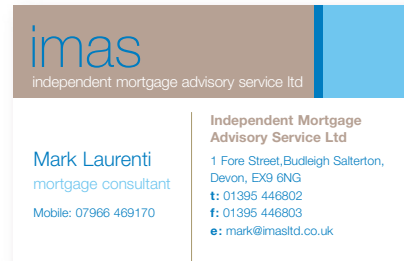 imas
independent mortgage advisory service ltd
Mark Laurenti
mortgage consultant
Mobile: 07966 469170
Independent Mortgage
Advisory Service Ltd
1 Fore Street,Budleigh Salterton,
Devon, EX9 6NG
t: 01395 446802
f: 01395 446803
e: mark@imasltd.co.uk